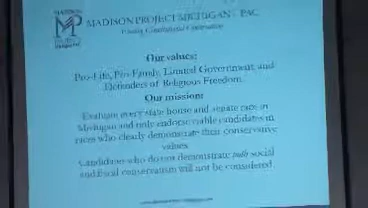 MADISON PROJECT MICHIGAN - PAC
Our values:
Pro-Life, Pro-Family, Limited Government, and
Defenders of Religious Freedom.
Our mission:
Evaluate every state house and senate race in
Michigan and only endorse viable candidates in
races who clearly demonstrate their conservative
values.
Candidates who do not demonstrate both social
and fiscal conservatism will not be considered.